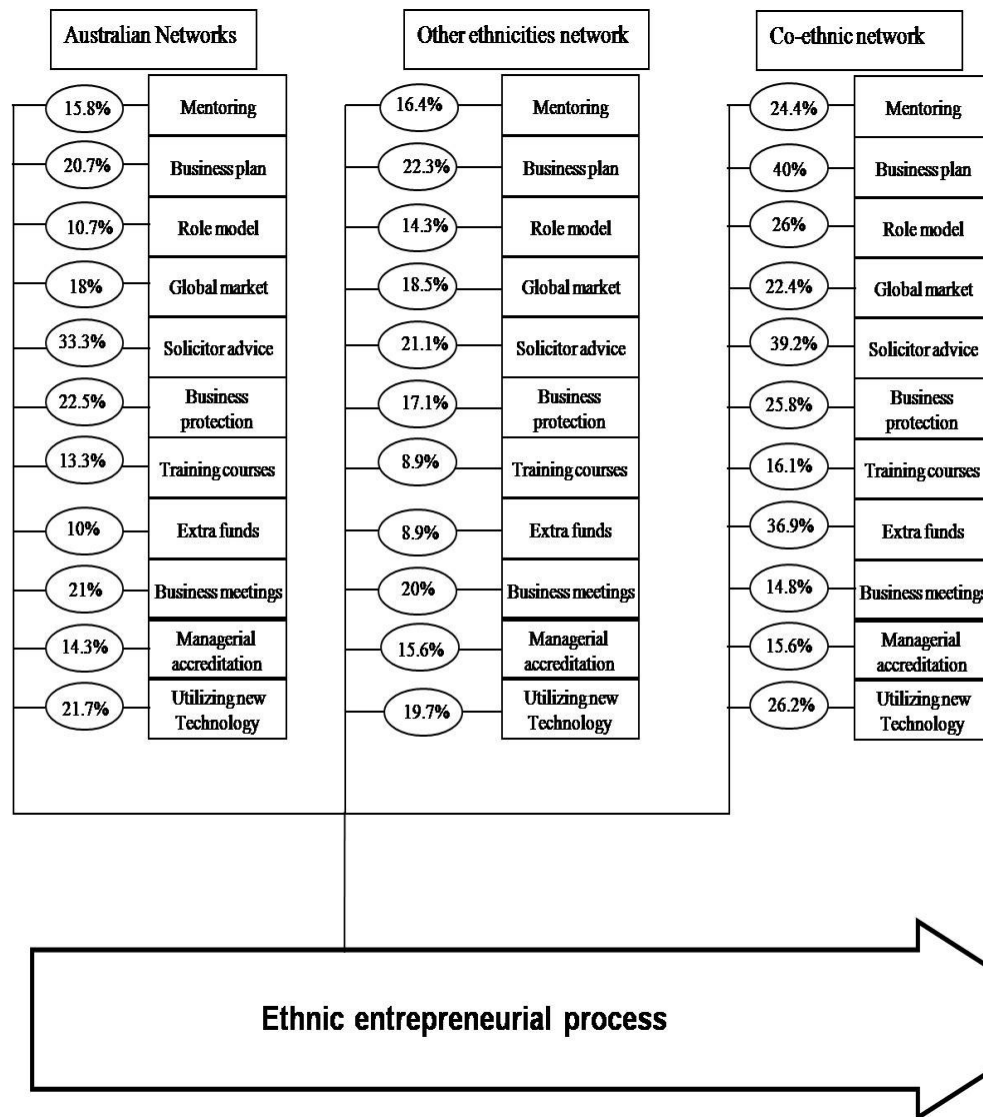 Australian Networks
15.8%
Mentoring
20.7%
Business plan
10.7%
Role model
18%
Global market
33.3%
Solicitor advice
22.5%
Business
protection
13.3%
Training courses
10%
Extra funds
21%
Business meetings
14.3%
Managerial
accreditation
21.7%
Utilizing new
Technology
Other ethnicities network
16.4%
Mentoring
22.3%
Business plan
14.3%
Role model
18.5%
Global market
21.1%
Solicitor advice
17.1%
Business
protection
8.9%
Training courses
8.9%
Extra funds
20%
Business meetings
15.6%
Managerial
accreditation
19.7%
Utilizing new
Technology
Co-ethnic network
24.4%
Mentoring
40%
Business plan
26%
Role model
22.4%
Global market
39.2%
Solicitor advice
25.8%
Business
protection
16.1%
Training courses
36.9%
Extra funds
14.8%
Business meetings
15.6%
Managerial
accreditation
26.2%
Utilizing new
Technology
Ethnic entrepreneurial process